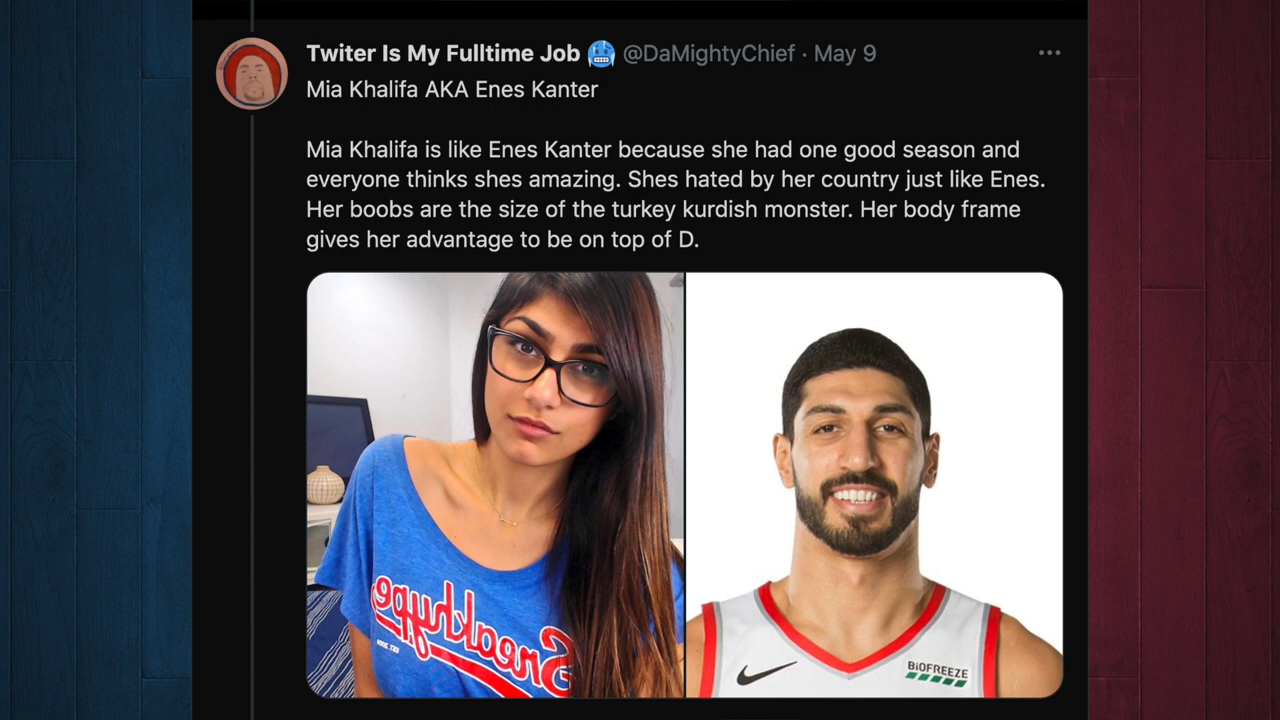 Twiter Is My Fulltime Job 🥶 @DaMightyChief · May 9
Mia Khalifa AKA Enes Kanter
Mia Khalifa is like Enes Kanter because she had one good season and
everyone thinks shes amazing. Shes hated by her country just like Enes.
Her boobs are the size of the turkey kurdish monster. Her body frame
gives her advantage to be on top of D.
Sneakhype
BIOFREEZE